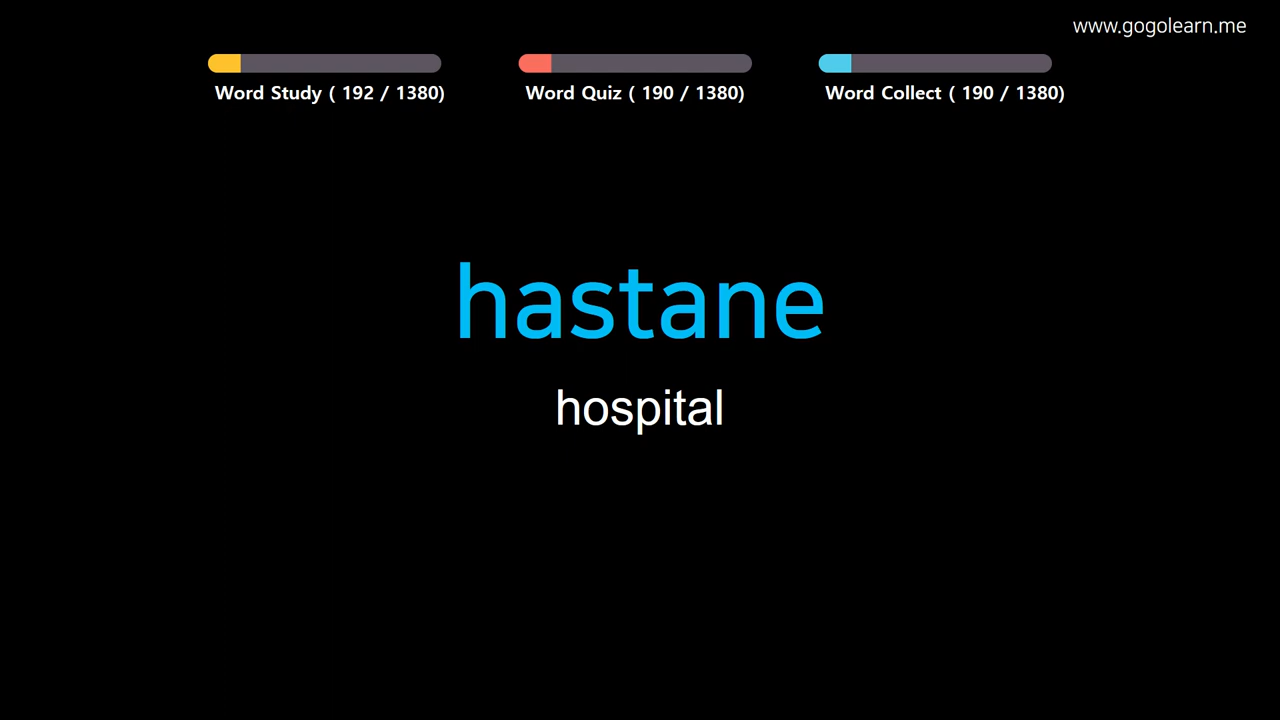 www.gogolearn.me
Word Study ( 192 / 1380)
Word Quiz ( 190 / 1380)
Word Collect ( 190 / 1380)
hastane
hospital